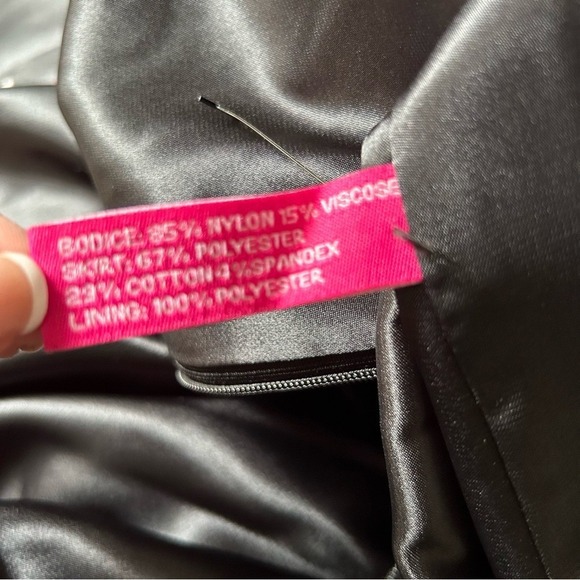 BODICE: 85% NYLON 15% VISCOSE
SKIRT: 67% POLYESTER
29% COTTON 4% SPANDEX
LINING: 100% POLYESTER